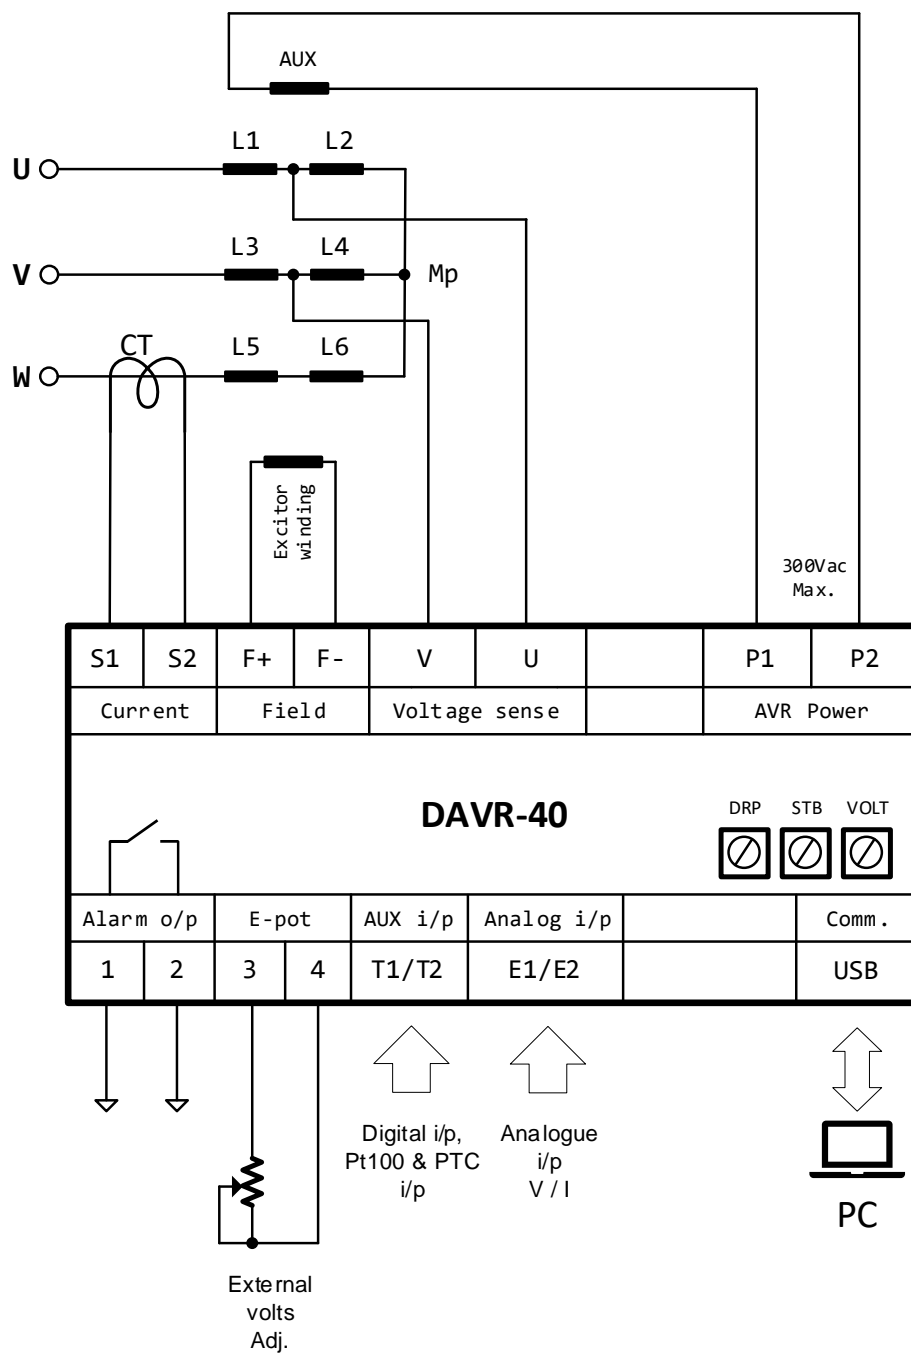 AUX
L1 L2
U
L3 L4
V Mp
CT L5 L6
W
Excitor
winding
300Vac
Max.
S1 S2 F+ F- V U P1 P2
Current Field Voltage sense AVR Power
DAVR-40
DRP STB VOLT
Alarm o/p E-pot AUX i/p Analog i/p Comm.
1 2 3 4 T1/T2 E1/E2 USB
Digital i/p,
Pt100 & PTC
i/p
Analogue
i/p
V / I
PC
External
volts
Adj.